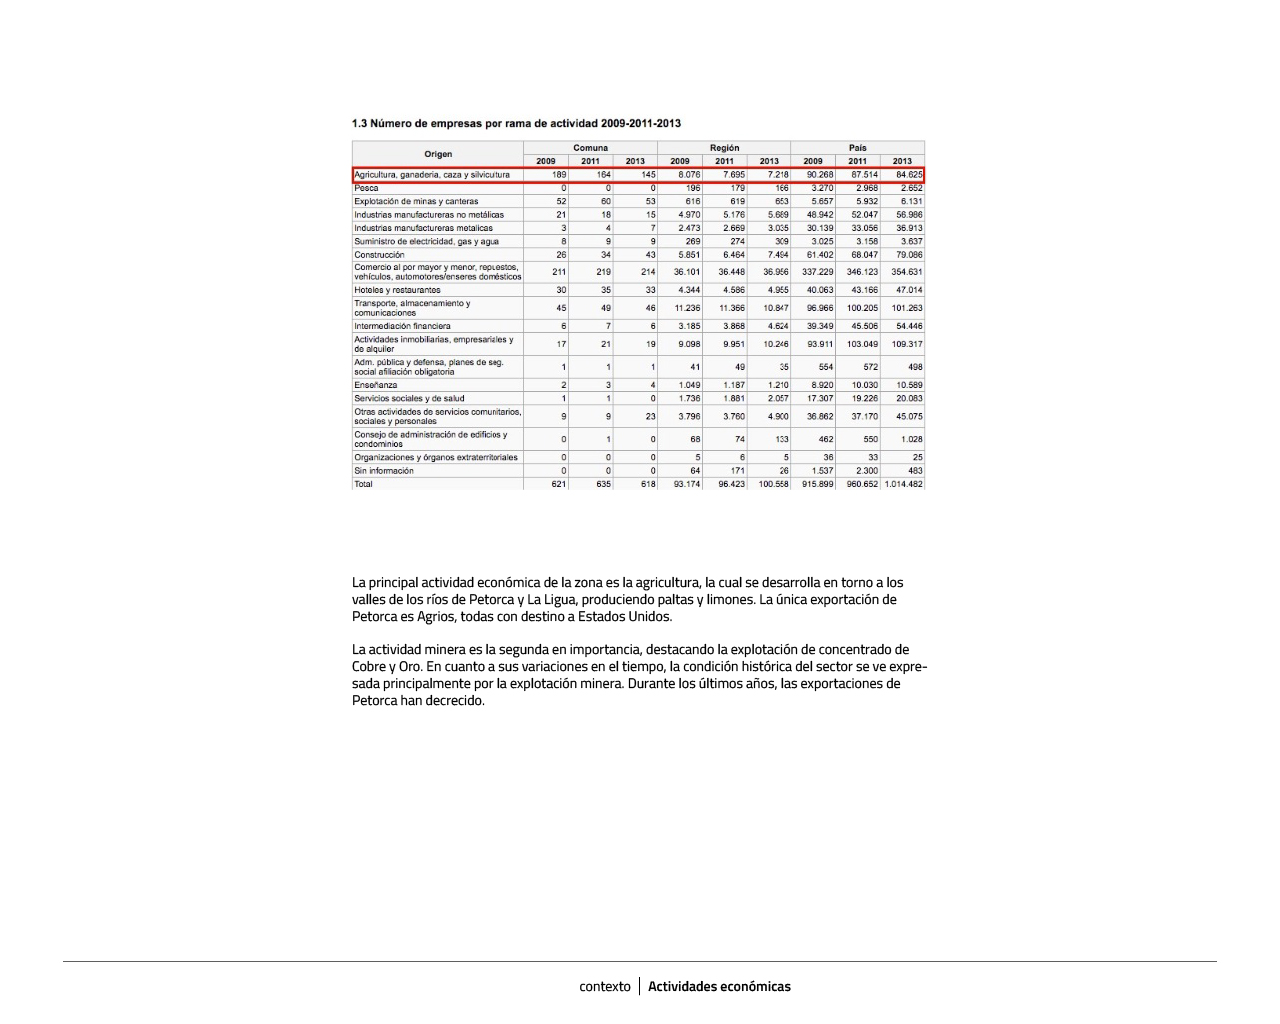 1.3 Número de empresas por rama de actividad 2009-2011-2013
Origen Comuna Región País
2009 2011 2013 2009 2011 2013 2009 2011 2013
Agricultura, ganadería, caza y silvicultura 189 164 145 8.076 7.695 7.218 90.268 87.514 84.625
Pesca 0 0 0 196 179 166 3.270 2.968 2.652
Explotación de minas y canteras 52 60 53 616 619 653 5.657 5.932 6.131
Industrias manufactureras no metálicas 21 18 15 4.970 5.176 5.689 48.942 52.047 56.986
Industrias manufactureras metalicas 3 4 7 2.473 2.669 3.035 30.139 33.056 36.913
Suministro de electricidad, gas y agua 8 9 9 269 274 309 3.025 3.158 3.637
Construcción 26 34 43 5.851 6.464 7.494 61.402 68.047 79.086
Comercio al por mayor y menor, repuestos,
vehículos, automotores/enseres domésticos 211 219 214 36.101 36.448 36.956 337.229 346.123 354.631
Hoteles y restaurantes 30 35 33 4.344 4.586 4.955 40.063 43.166 47.014
Transporte, almacenamiento y
comunicaciones 45 49 46 11.236 11.366 10.847 96.966 100.205 101.263
Intermediación financiera 6 7 6 3.185 3.868 4.624 39.349 45.506 54.446
Actividades inmobiliarias, empresariales y
de alquiler 17 21 19 9.098 9.951 10.246 93.911 103.049 109.317
Adm. pública y defensa, planes de seg.
social afiliación obligatoria 1 1 1 41 49 35 554 572 498
Enseñanza 2 3 4 1.049 1.187 1.210 8.920 10.030 10.589
Servicios sociales y de salud 1 1 0 1.736 1.881 2.057 17.307 19.226 20.083
Otras actividades de servicios comunitarios,
sociales y personales 9 9 23 3.796 3.760 4.900 36.862 37.170 45.075
Consejo de administración de edificios y
condominios 0 1 0 68 74 133 462 550 1.028
Organizaciones y órganos extraterritoriales 0 0 0 5 6 5 36 33 25
Sin información 0 0 0 64 171 26 1.537 2.300 483
Total 621 635 618 93.174 96.423 100.558 915.899 960.652 1.014.482
La principal actividad económica de la zona es la agricultura, la cual se desarrolla en torno a los
valles de los ríos de Petorca y La Ligua, produciendo paltas y limones. La única exportación de
Petorca es Agrios, todas con destino a Estados Unidos.
La actividad minera es la segunda en importancia, destacando la explotación de concentrado de
Cobre y Oro. En cuanto a sus variaciones en el tiempo, la condición histórica del sector se ve expre-
sada principalmente por la explotación minera. Durante los últimos años, las exportaciones de
Petorca han decrecido.
contexto | Actividades económicas